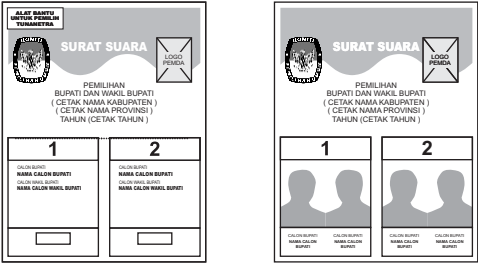 ALAT BANTU
UNTUK PEMILIH
TUNANETRA
SURAT SUARA
LOGO
PEMDA
PEMILIHAN
BUPATI DAN WAKIL BUPATI
( CETAK NAMA KABUPATEN )
( CETAK NAMA PROVINSI )
TAHUN (CETAK TAHUN )
1
CALON BUPATI
NAMA CALON BUPATI
CALON WAKIL BUPATI
NAMA CALON WAKIL BUPATI
2
CALON BUPATI
NAMA CALON BUPATI
CALON WAKIL BUPATI
NAMA CALON WAKIL BUPATI
SURAT SUARA
LOGO
PEMDA
PEMILIHAN
BUPATI DAN WAKIL BUPATI
( CETAK NAMA KABUPATEN )
( CETAK NAMA PROVINSI )
TAHUN (CETAK TAHUN )
1
CALON BUPATI CALON BUPATI
NAMA CALON NAMA CALON
BUPATI BUPATI
2
CALON BUPATI CALON BUPATI
NAMA CALON NAMA CALON
BUPATI BUPATI